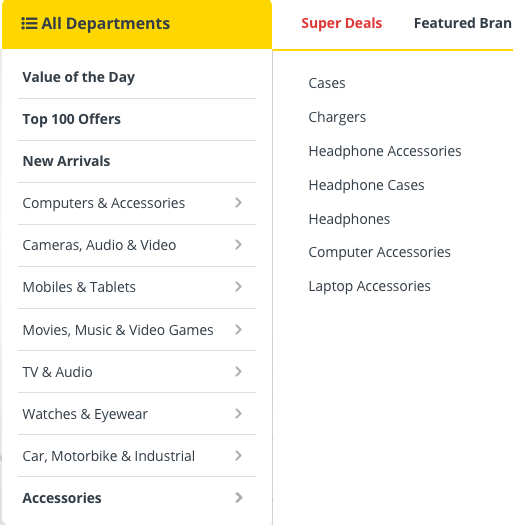 All Departments
Super Deals
Featured Bran
Value of the Day
Top 100 Offers
New Arrivals
Computers & Accessories
Cameras, Audio & Video
Mobiles & Tablets
Movies, Music & Video Games
TV & Audio
Watches & Eyewear
Car, Motorbike & Industrial
Accessories
Cases
Chargers
Headphone Accessories
Headphone Cases
Headphones
Computer Accessories
Laptop Accessories